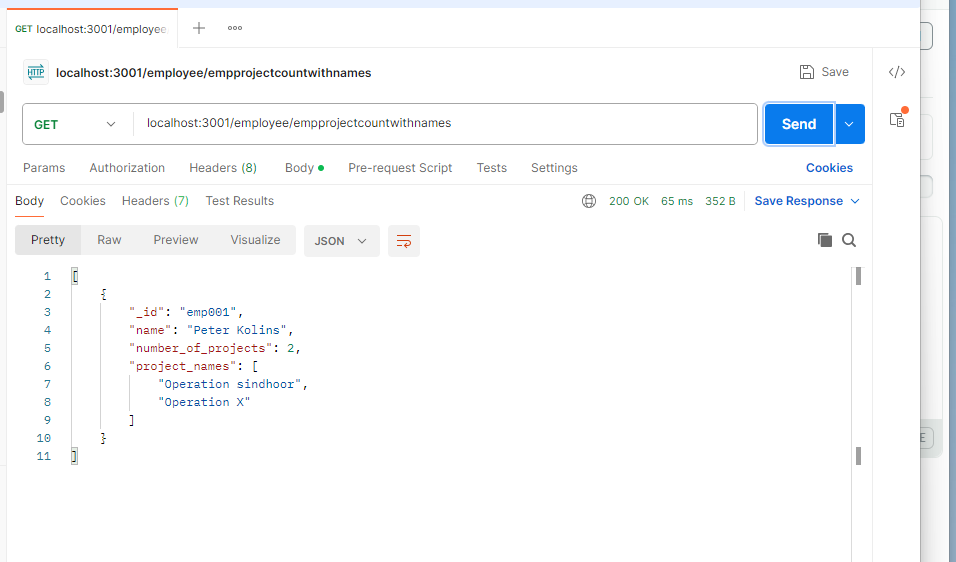 GET localhost:3001/employee
localhost:3001/employee/empprojectcountwithnames
Save
GET
localhost:3001/employee/empprojectcountwithnames
Send
Params Authorization Headers (8) Body Pre-request Script Tests Settings Cookies
Body Cookies Headers (7) Test Results 200 OK 65 ms 352 B Save Response
Pretty Raw Preview Visualize JSON
1 [
2 {
3 "_id": "emp001",
4 "name": "Peter Kolins",
5 "number_of_projects": 2,
6 "project_names": [
7 "Operation sindhoor",
8 "Operation X"
9 ]
10 }
11 ]
E